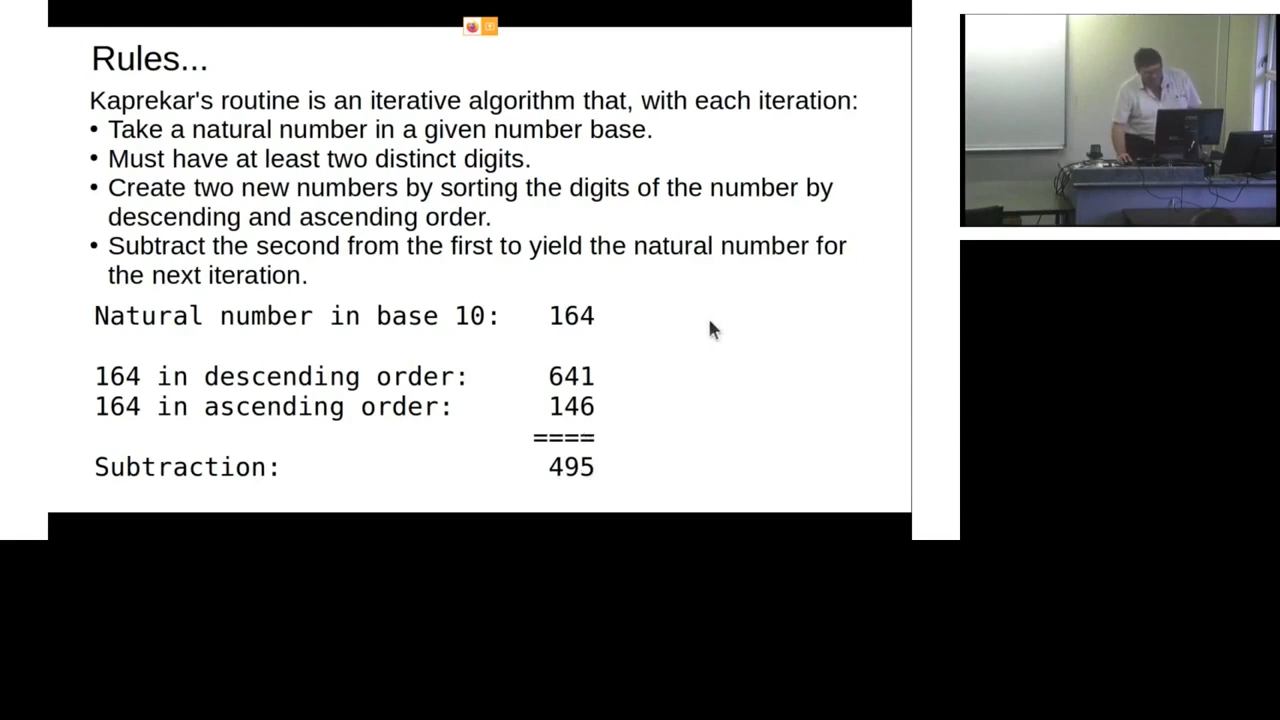 Rules...
Kaprekar's routine is an iterative algorithm that, with each iteration:
• Take a natural number in a given number base.
• Must have at least two distinct digits.
• Create two new numbers by sorting the digits of the number by
descending and ascending order.
• Subtract the second from the first to yield the natural number for
the next iteration.
Natural number in base 10: 164
164 in descending order: 641
164 in ascending order: 146
====
Subtraction: 495